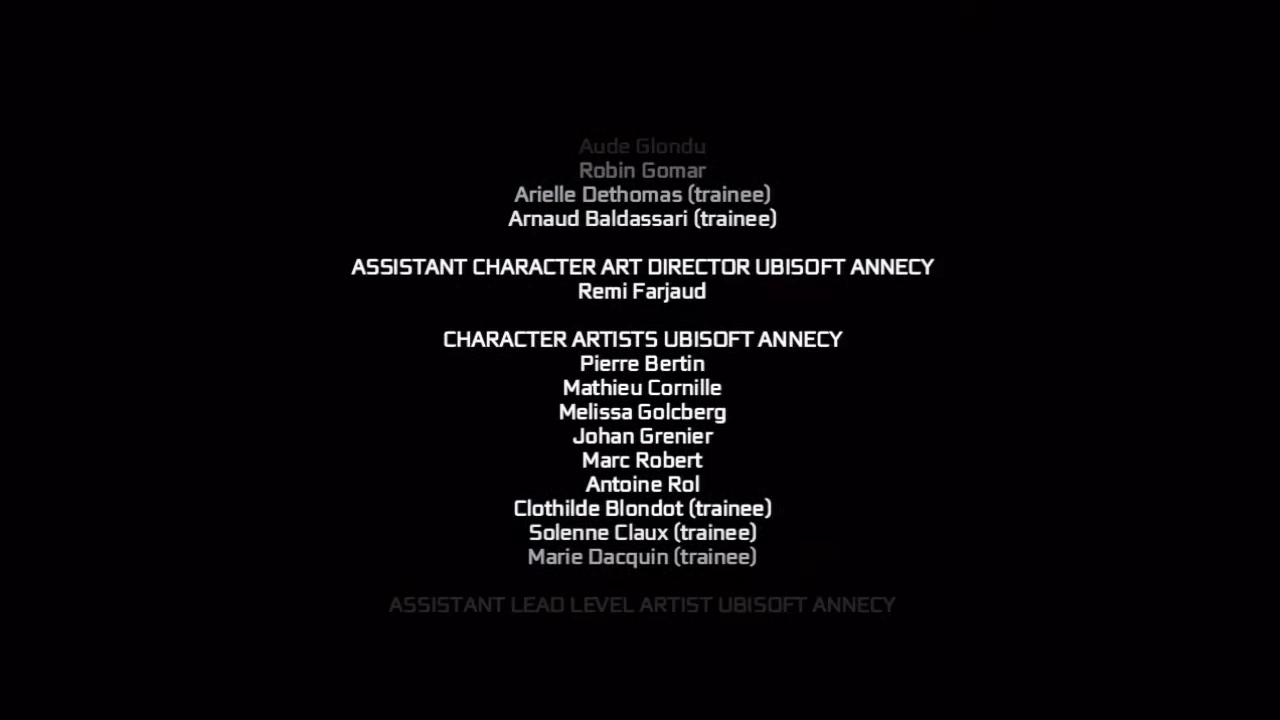 Aude Glondu
Robin Gomar
Arielle Dethomas (trainee)
Arnaud Baldassari (trainee)
ASSISTANT CHARACTER ART DIRECTOR UBISOFT ANNECY
Remi Farjaud
CHARACTER ARTISTS UBISOFT ANNECY
Pierre Bertin
Mathieu Cornille
Melissa Golcberg
Johan Grenier
Marc Robert
Antoine Rol
Clothilde Blondot (trainee)
Solenne Claux (trainee)
Marie Dacquin (trainee)
ASSISTANT LEAD LEVEL ARTIST UBISOFT ANNECY